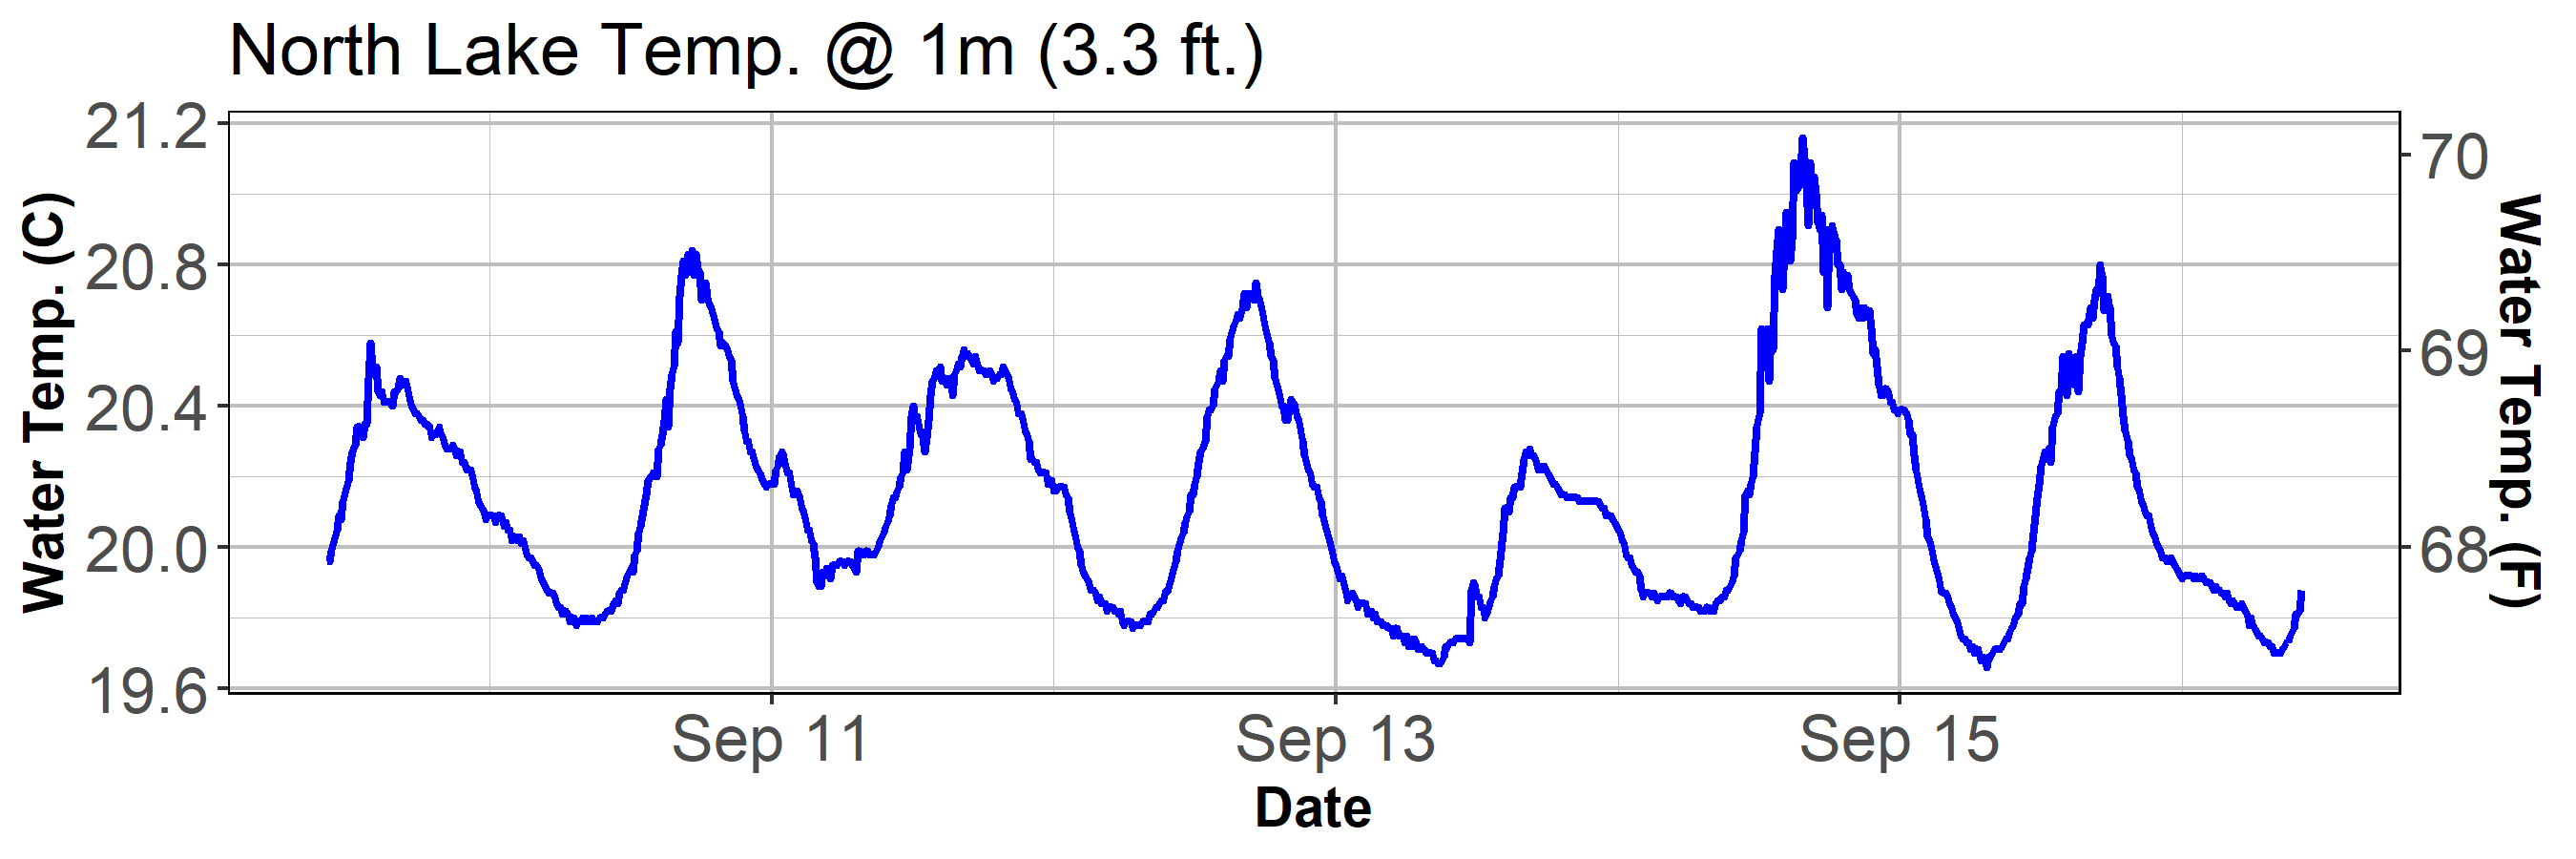 North Lake Temp. @ 1m (3.3 ft.)
Water Temp. (C)
21.2
20.8
20.4
20.0
19.6
70
69
68
Water Temp. (F)
Sep 11 Sep 13 Sep 15
Date